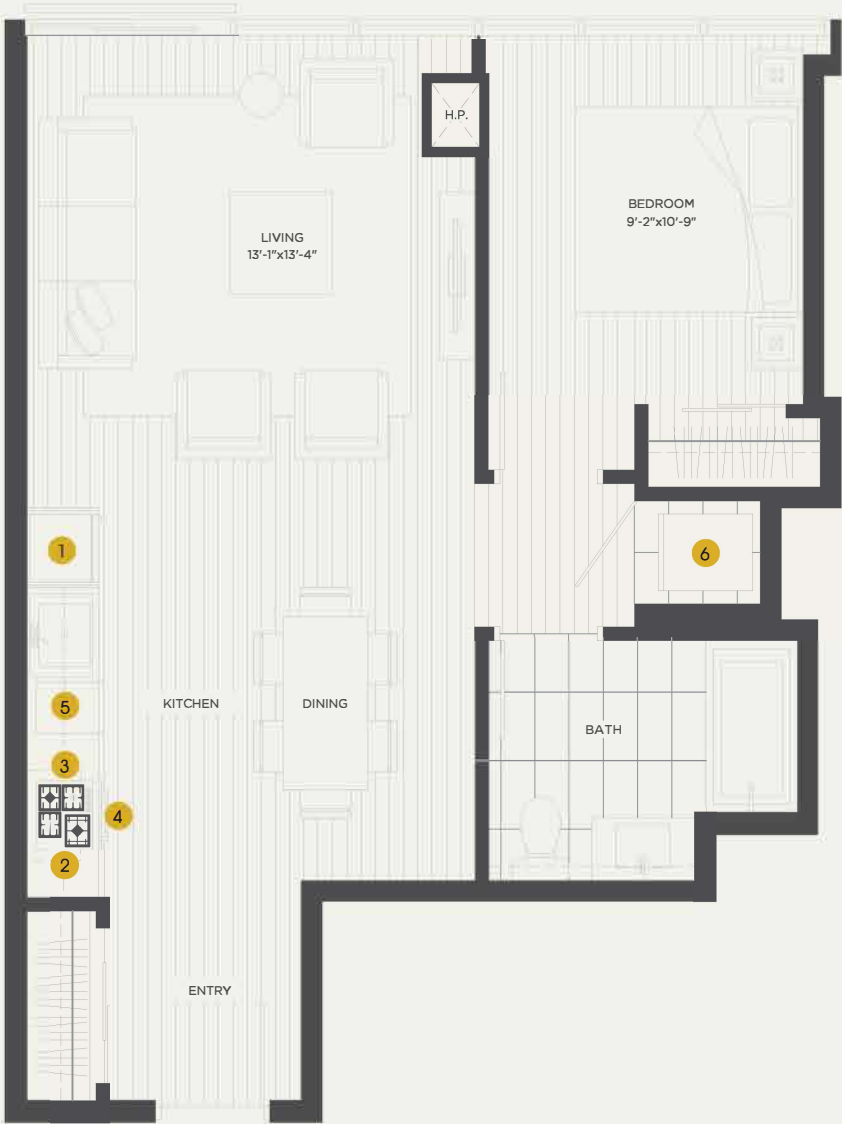 H.P.
BEDROOM
9'-2"x10'-9"
LIVING
13'-1"x13'-4"
1
6
5
KITCHEN
DINING
BATH
3
4
2
ENTRY